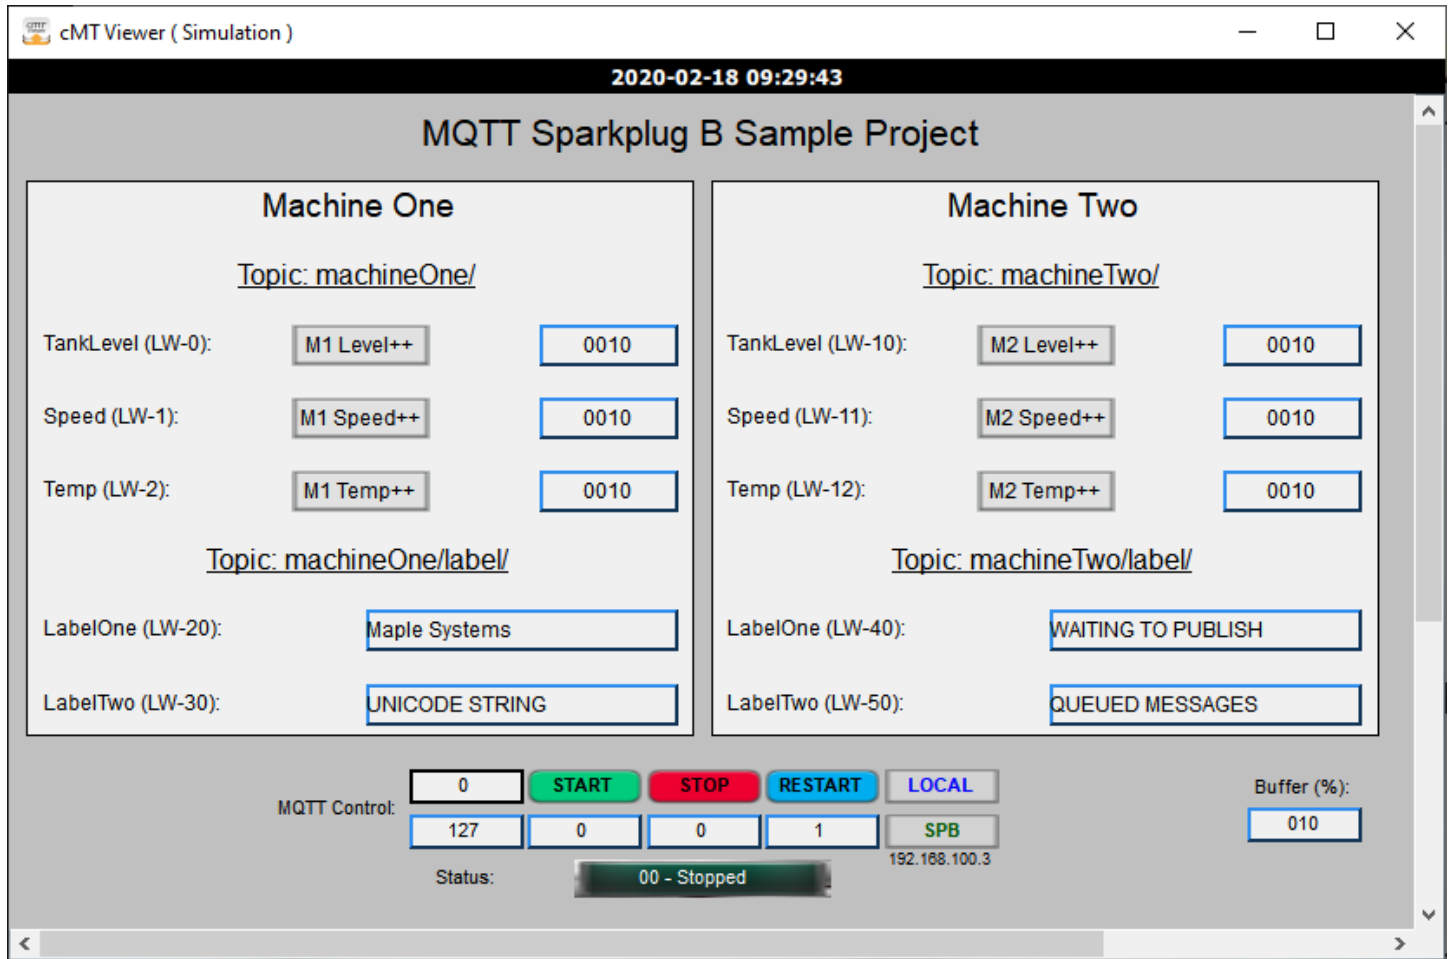 cMT Viewer ( Simulation )
2020-02-18 09:29:43
MQTT Sparkplug B Sample Project
Machine One
Topic: machineOne/
TankLevel (LW-0): M1 Level++ 0010
Speed (LW-1): M1 Speed++ 0010
Temp (LW-2): M1 Temp++ 0010
Topic: machineOne/label/
LabelOne (LW-20): Maple Systems
LabelTwo (LW-30): UNICODE STRING
Machine Two
Topic: machineTwo/
TankLevel (LW-10): M2 Level++ 0010
Speed (LW-11): M2 Speed++ 0010
Temp (LW-12): M2 Temp++ 0010
Topic: machineTwo/label/
LabelOne (LW-40): WAITING TO PUBLISH
LabelTwo (LW-50): QUEUED MESSAGES
MQTT Control:
0 START STOP RESTART LOCAL
127 0 0 1 SPB
192.168.100.3
Status: 00 - Stopped
Buffer (%):
010